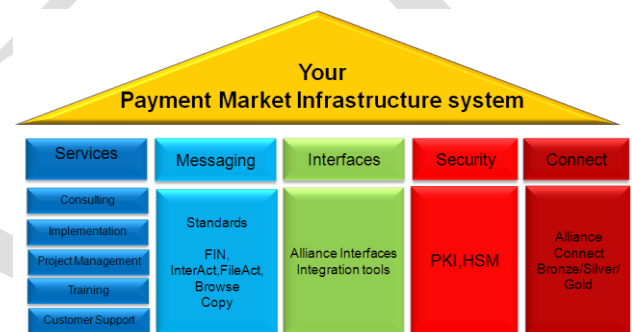 Your
Payment Market Infrastructure system
Services
Messaging
Interfaces
Security
Connect
Consulting
Implementation
Project Management
Training
Customer Support
Standards
FIN,
InterAct,FileAct,
Browse
Copy
Alliance Interfaces
Integration tools
PKI,HSM
Alliance
Connect
Bronze/Silver/
Gold